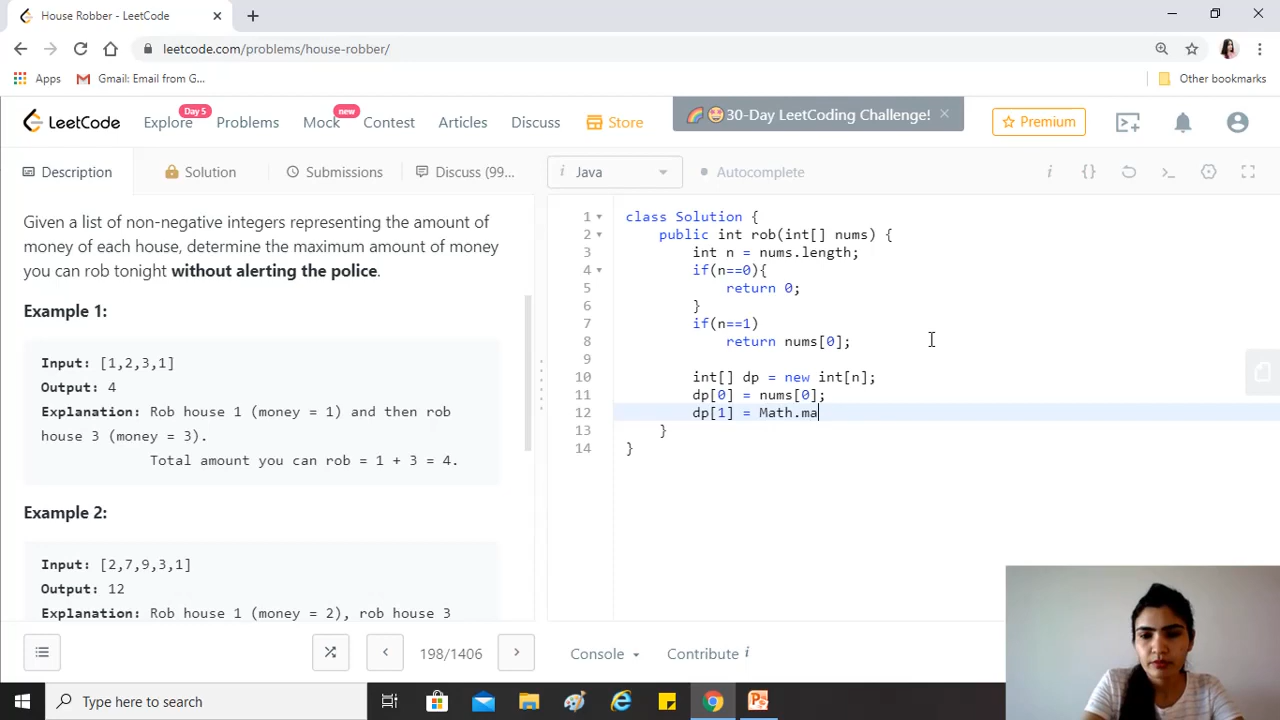 House Robber - LeetCode
leetcode.com/problems/house-robber/
Apps
Gmail: Email from G...
Other bookmarks
LeetCode
Explore
Day 5
Problems
Mock
new
Contest
Articles
Discuss
Store
30-Day LeetCoding Challenge!
Premium
Description
Solution
Submissions
Discuss (99...
i Java
Autocomplete
i
{}
Given a list of non-negative integers representing the amount of
money of each house, determine the maximum amount of money
you can rob tonight without alerting the police.
Example 1:
Input: [1,2,3,1]
Output: 4
Explanation: Rob house 1 (money = 1) and then rob
house 3 (money = 3).
Total amount you can rob = 1 + 3 = 4.
Example 2:
Input: [2,7,9,3,1]
Output: 12
Explanation: Rob house 1 (money = 2), rob house 3
1 class Solution {
2 public int rob(int[] nums) {
3 int n = nums.length;
4 if(n==0){
5 return 0;
6 }
7 if(n==1)
8 return nums[0];
9
10 int[] dp = new int[n];
11 dp[0] = nums[0];
12 dp[1] = Math.ma
13 }
14 }
198/1406
Console
Contribute i
Type here to search